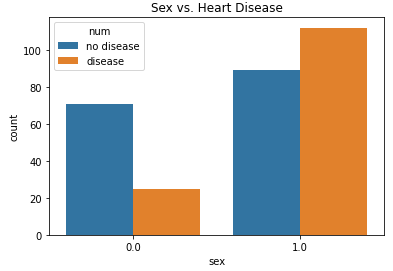 Sex vs. Heart Disease
num
no disease
disease
count
100
80
60
40
20
0
0.0
1.0
sex